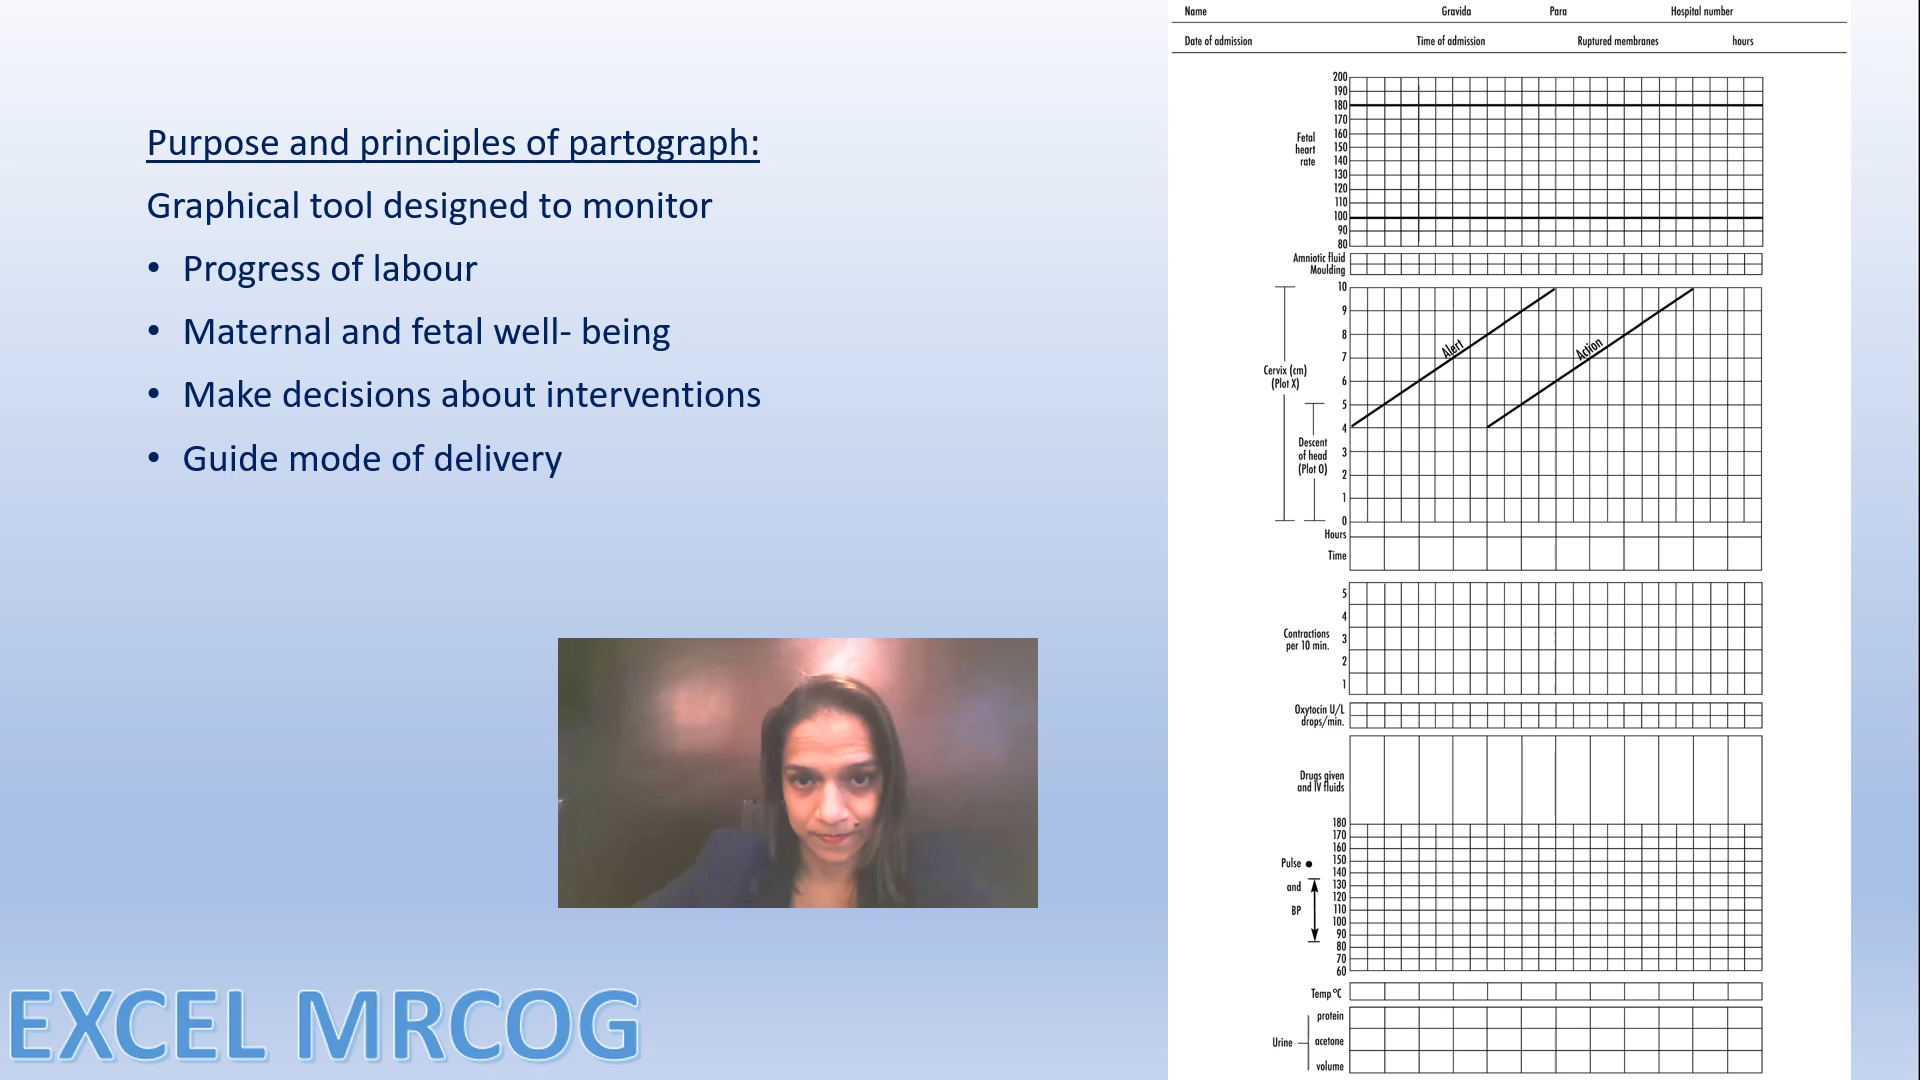 Purpose and principles of partograph:
Graphical tool designed to monitor
• Progress of labour
• Maternal and fetal well- being
• Make decisions about interventions
• Guide mode of delivery
EXCEL MRCOG
Name Gravida Para Hospital number
Date of admission Time of admission Ruptured membranes hours
200
190
180
170
Fetal
heart
rate
160
150
140
130
120
110
100
90
80
Amniotic fluid
Moulding
10
9
8
7
Alert
Action
Cervix (cm)
(Plot X)
6
5
4
Descent
of head
(Plot O)
3
2
1
0
Hours
Time
5
4
Contractions
per 10 min.
3
2
1
Oxytocin U/L
drops/min.
Drugs given
and IV fluids
180
170
160
150
Pulse •
140
130
and
120
110
BP
100
90
80
70
60
Temp °C
protein
Urine
acetone
volume